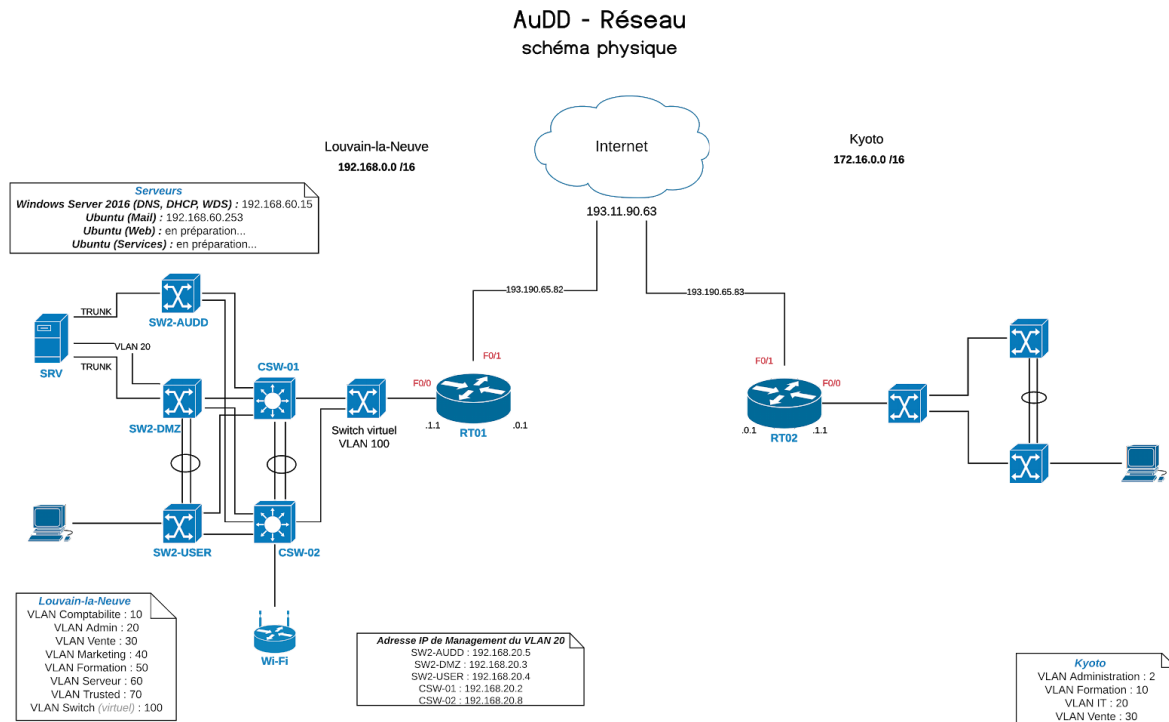 AuDD - Réseau
schéma physique
Internet
193.11.90.63
Louvain-la-Neuve
192.168.0.0 /16
Kyoto
172.16.0.0 /16
Serveurs
Windows Server 2016 (DNS, DHCP, WDS) : 192.168.60.15
Ubuntu (Mail) : 192.168.60.253
Ubuntu (Web) : en préparation...
Ubuntu (Services) : en préparation...
193.190.65.82
193.190.65.83
TRUNK
SW2-AUDD
VLAN 20
TRUNK
SRV
SW2-DMZ
CSW-01
Switch virtuel
VLAN 100
F0/1
F0/0
.1.1
RT01
.0.1
F0/1
F0/0
.0.1
RT02
.1.1
SW2-USER
CSW-02
Wi-Fi
Louvain-la-Neuve
VLAN Comptabilite : 10
VLAN Admin : 20
VLAN Vente : 30
VLAN Marketing : 40
VLAN Formation : 50
VLAN Serveur : 60
VLAN Trusted : 70
VLAN Switch (virtuel) : 100
Adresse IP de Management du VLAN 20
SW2-AUDD : 192.168.20.5
SW2-DMZ : 192.168.20.3
SW2-USER : 192.168.20.4
CSW-01 : 192.168.20.2
CSW-02 : 192.168.20.8
Kyoto
VLAN Administration : 2
VLAN Formation : 10
VLAN IT : 20
VLAN Vente : 30